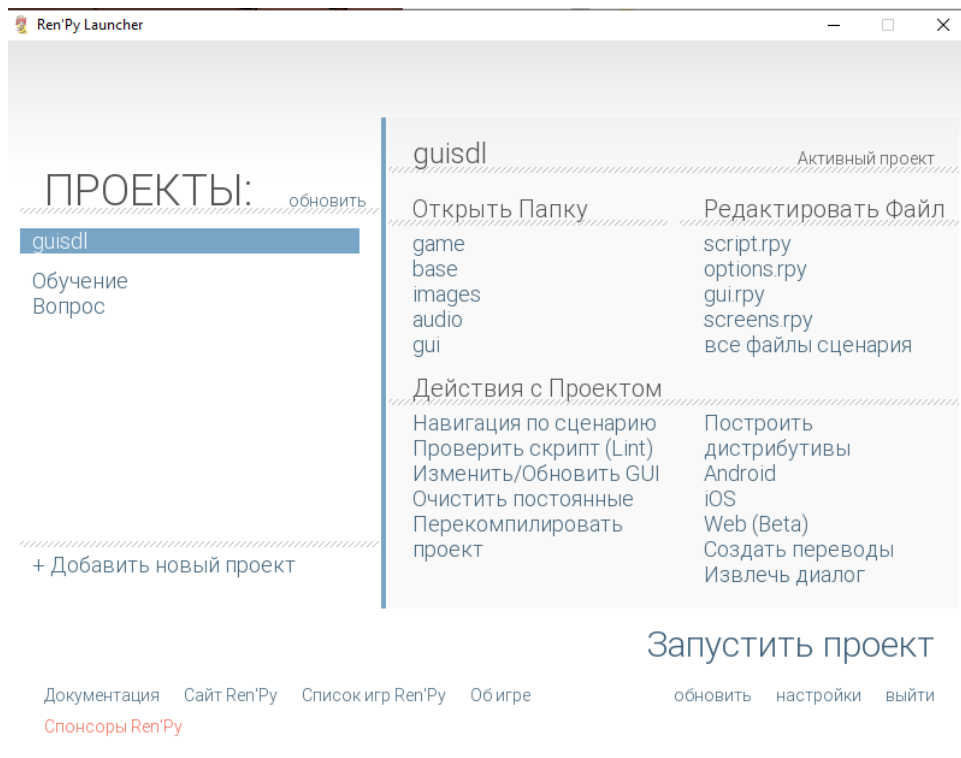 Ren'Py Launcher
ПРОЕКТЫ:
обновить
guisdl
Обучение
Вопрос
+ Добавить новый проект
guisdl
Активный проект
Открыть Папку
game
base
images
audio
gui
Редактировать Файл
script.rpy
options.rpy
gui.rpy
screens.rpy
все файлы сценария
Действия с Проектом
Навигация по сценарию
Проверить скрипт (Lint)
Изменить/Обновить GUI
Очистить постоянные
Перекомпилировать
проект
Построить
дистрибутивы
Android
iOS
Web (Beta)
Создать переводы
Извлечь диалог
Запустить проект
Документация
Сайт Ren'Py
Список игр Ren'Py
Об игре
обновить
настройки
выйти
Спонсоры Ren'Py